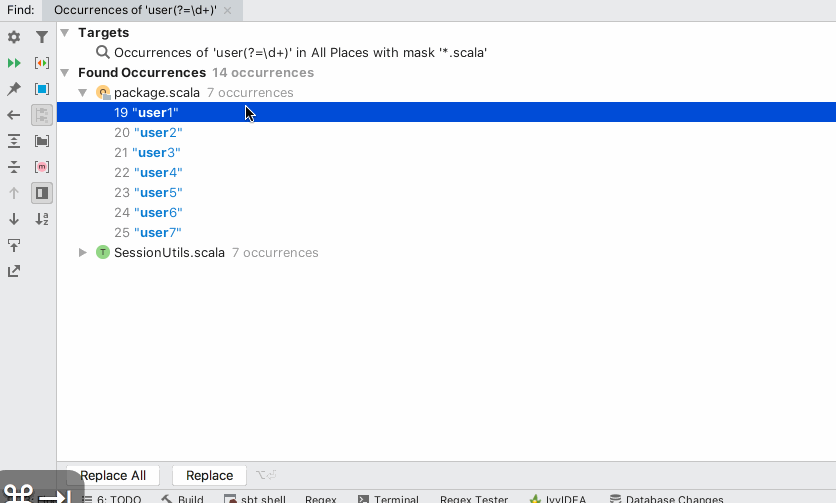 Find: Occurrences of 'user(?=\d+)' ×
Targets
Occurrences of 'user(?=\d+)' in All Places with mask '*.scala'
Found Occurrences 14 occurrences
package.scala 7 occurrences
19 "user1"
20 "user2"
21 "user3"
22 "user4"
23 "user5"
24 "user6"
25 "user7"
SessionUtils.scala 7 occurrences
Replace All Replace ⌥⏎
⌘ ⇥ 6: TODO Build sbt shell Regex Terminal Regex Tester IvyIDEA Database Changes